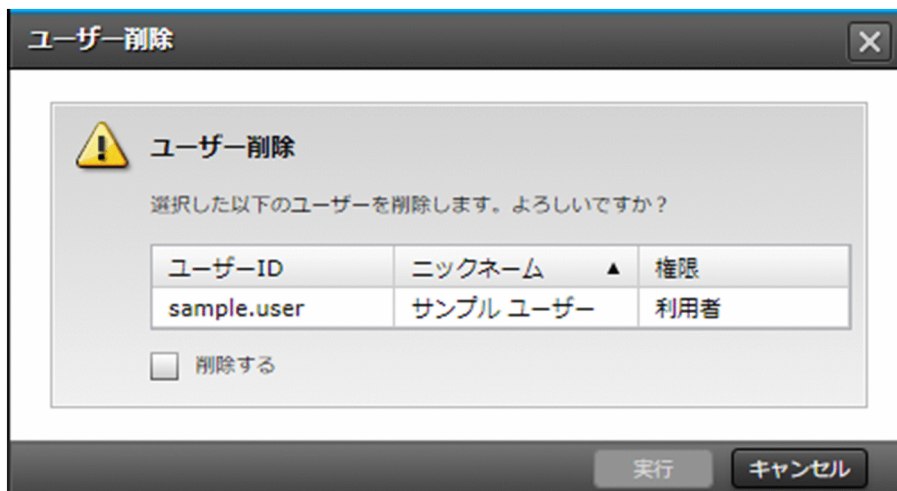 ユーザー削除
ユーザー削除
選択した以下のユーザーを削除します。よろしいですか？
ユーザーID ニックネーム ▲ 権限
sample.user サンプル ユーザー 利用者
削除する
実行 キャンセル